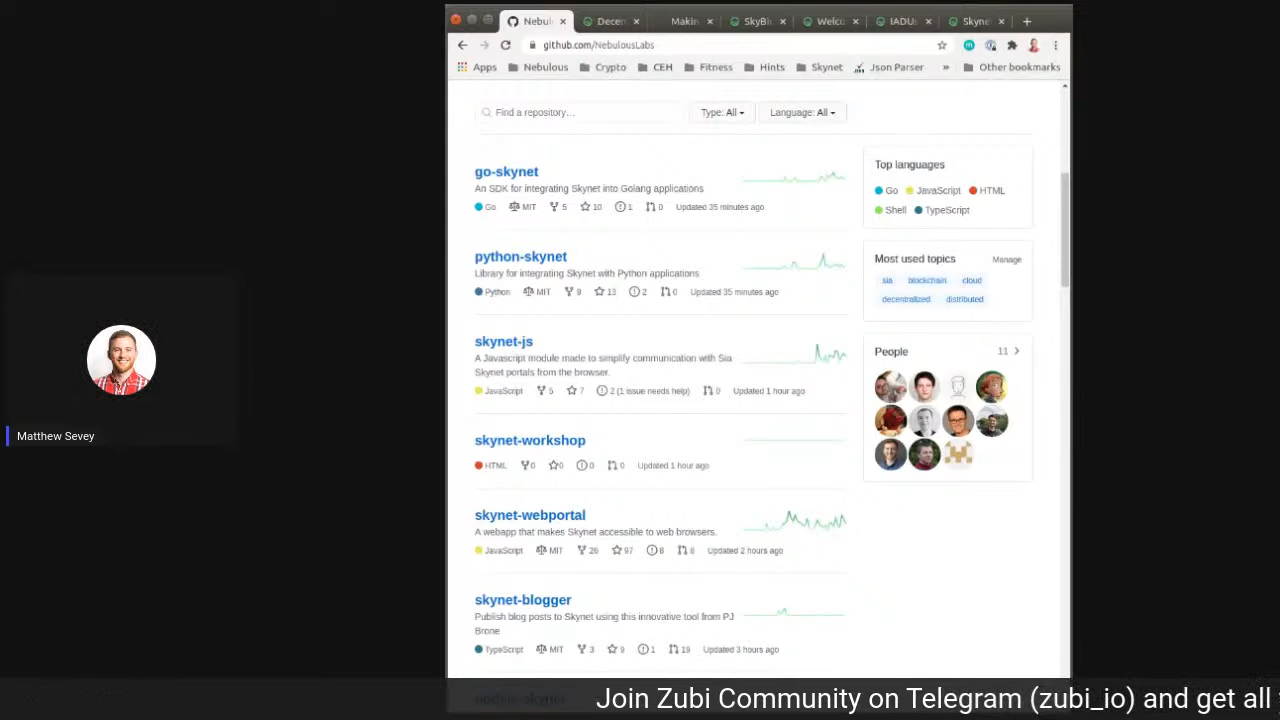 Nebul
Decem
Makin
SkyBl
Welco
IADU
Skyne
github.com/NebulousLabs
Apps
Nebulous
Crypto
CEH
Fitness
Hints
Skynet
Json Parser
»
Other bookmarks
Find a repository…
Type: All
Language: All
go-skynet
An SDK for integrating Skynet into Golang applications
Go MIT 5 10 1 0 Updated 35 minutes ago
python-skynet
Library for integrating Skynet with Python applications
Python MIT 9 13 2 0 Updated 35 minutes ago
skynet-js
A Javascript module made to simplify communication with Sia
Skynet portals from the browser.
JavaScript 5 7 2 (1 issue needs help) 0 Updated 1 hour ago
skynet-workshop
HTML 0 0 0 0 Updated 1 hour ago
skynet-webportal
A webapp that makes Skynet accessible to web browsers.
JavaScript MIT 26 97 8 6 Updated 2 hours ago
skynet-blogger
Publish blog posts to Skynet using this innovative tool from PJ
Brone
TypeScript MIT 3 9 1 19 Updated 3 hours ago
Top languages
Go JavaScript HTML
Shell TypeScript
Most used topics Manage
sia blockchain cloud
decentralized distributed
People 11
Matthew Sevey
Join Zubi Community on Telegram (zubi_io) and get all